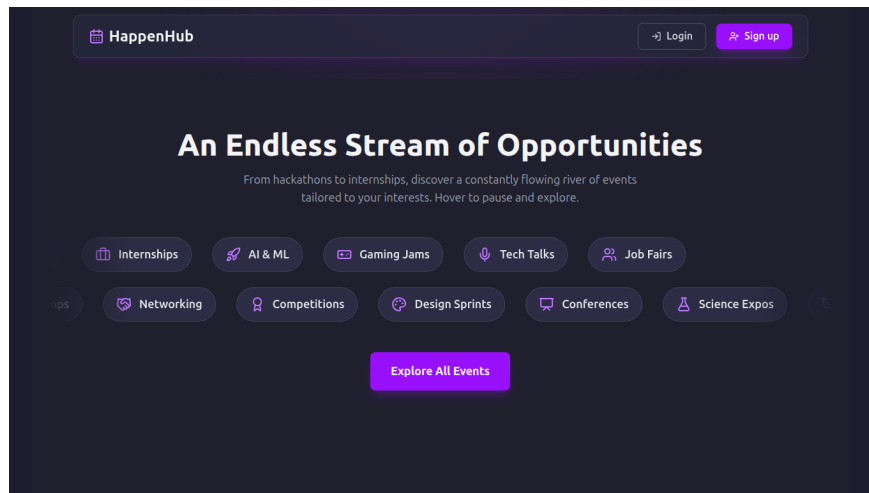 HappenHub
Login
Sign up
An Endless Stream of Opportunities
From hackathons to internships, discover a constantly flowing river of events
tailored to your interests. Hover to pause and explore.
Internships
AI & ML
Gaming Jams
Tech Talks
Job Fairs
Networking
Competitions
Design Sprints
Conferences
Science Expos
Explore All Events